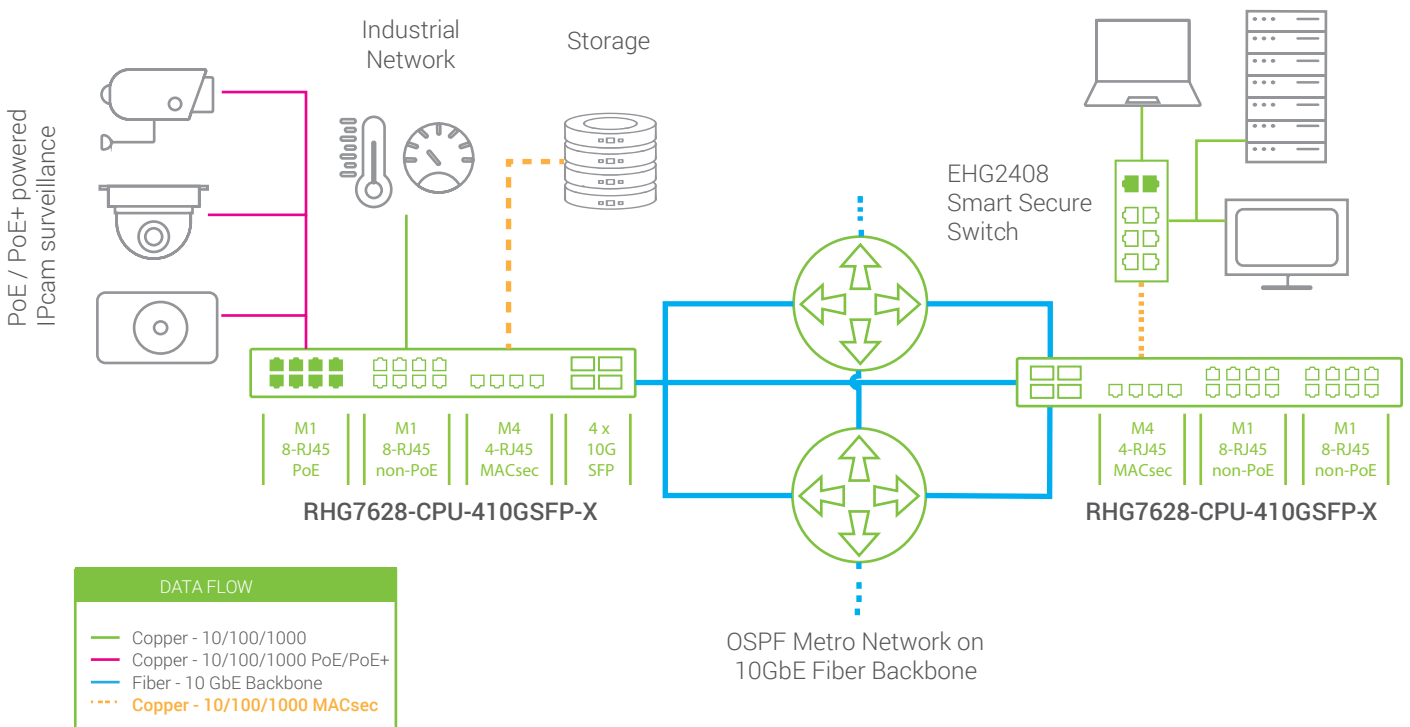 PoE / PoE+ powered
IPcam surveillance
Industrial
Network
Storage
EHG2408
Smart Secure
Switch
M1
8-RJ45
PoE
M1
8-RJ45
non-PoE
M4
4-RJ45
MACsec
4 x
10G
SFP
RHG7628-CPU-410GSFP-X
M4
4-RJ45
MACsec
M1
8-RJ45
non-PoE
M1
8-RJ45
non-PoE
RHG7628-CPU-410GSFP-X
OSPF Metro Network on
10GbE Fiber Backbone
DATA FLOW
Copper - 10/100/1000
Copper - 10/100/1000 PoE/PoE+
Fiber - 10 GbE Backbone
Copper - 10/100/1000 MACsec